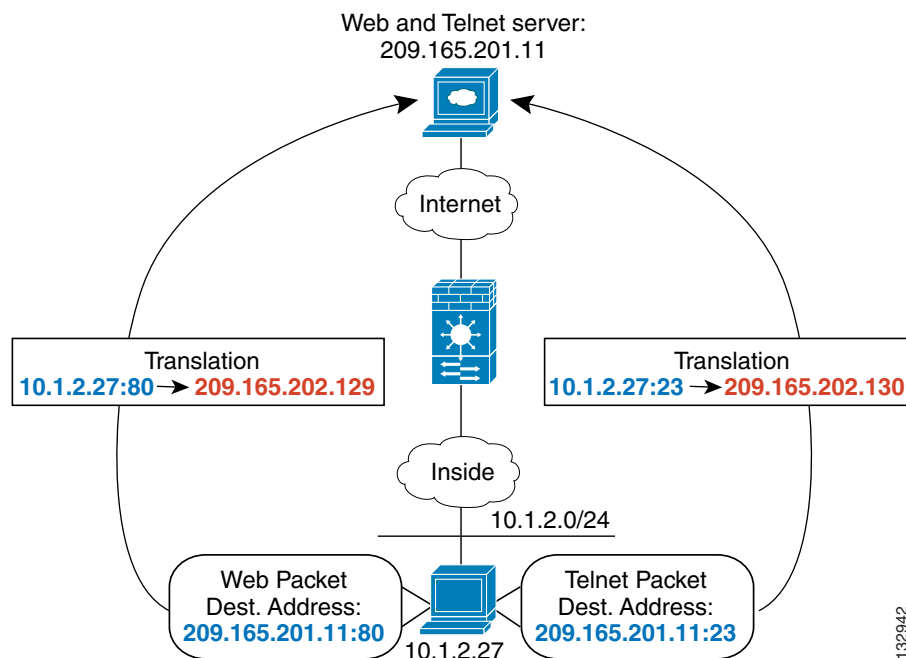 Web and Telnet server:
209.165.201.11
Internet
Translation
10.1.2.27:80 → 209.165.202.129
Translation
10.1.2.27:23 → 209.165.202.130
Inside
10.1.2.0/24
Web Packet
Dest. Address:
209.165.201.11:80
Telnet Packet
Dest. Address:
209.165.201.11:23
10.1.2.27
132942